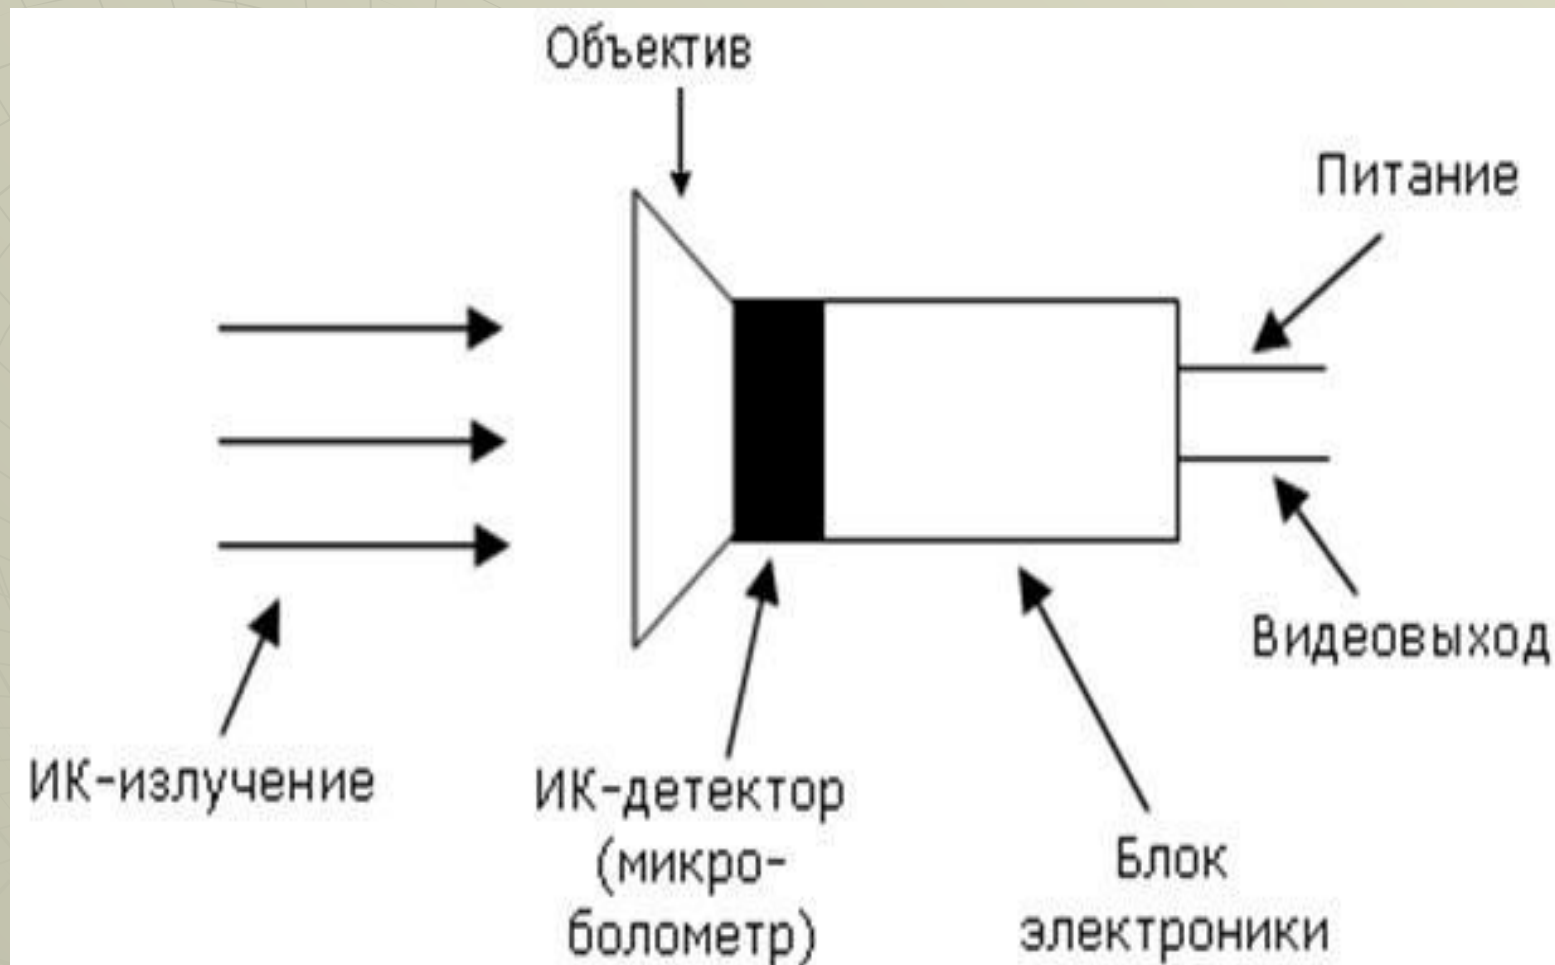 Объектив
Питание
Видеовыход
ИК-излучение
ИК-детектор
(микро-
болометр)
Блок
электроники